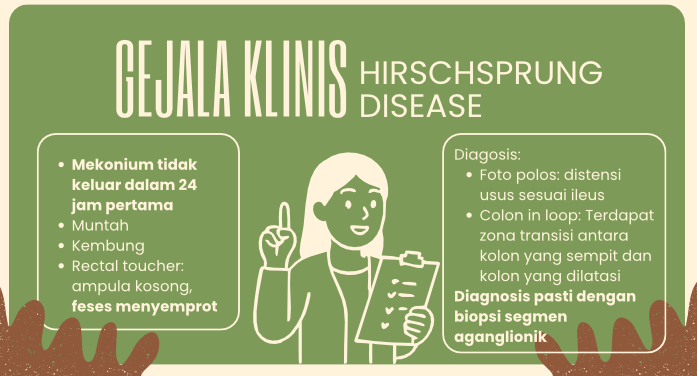 GEJALA KLINIS HIRSCHSPRUNG
DISEASE
• Mekonium tidak
keluar dalam 24
jam pertama
• Muntah
• Kembung
• Rectal toucher:
ampula kosong,
feses menyemprot
Diagosis:
• Foto polos: distensi
usus sesuai ileus
• Colon in loop: Terdapat
zona transisi antara
kolon yang sempit dan
kolon yang dilatasi
Diagnosis pasti dengan
biopsi segmen
aganglionik